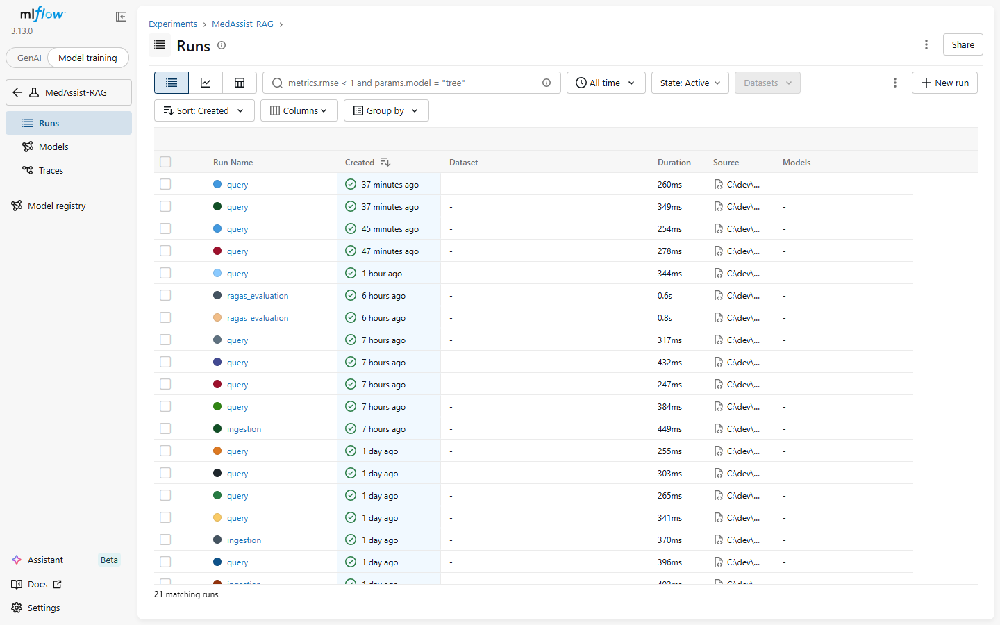 mlflow
3.13.0
GenAI Model training
MedAssist-RAG
Runs
Models
Traces
Model registry
Assistant Beta
Docs
Settings
Experiments > MedAssist-RAG >
Runs
Share
metrics.rmse < 1 and params.model = "tree"
All time
State: Active
Datasets
New run
Sort: Created
Columns
Group by
Run Name Created Dataset Duration Source Models
query 37 minutes ago - 260ms C:\dev\... -
query 37 minutes ago - 349ms C:\dev\... -
query 45 minutes ago - 254ms C:\dev\... -
query 47 minutes ago - 278ms C:\dev\... -
query 1 hour ago - 344ms C:\dev\... -
ragas_evaluation 6 hours ago - 0.6s C:\dev\... -
ragas_evaluation 6 hours ago - 0.8s C:\dev\... -
query 7 hours ago - 317ms C:\dev\... -
query 7 hours ago - 432ms C:\dev\... -
query 7 hours ago - 247ms C:\dev\... -
query 7 hours ago - 384ms C:\dev\... -
ingestion 7 hours ago - 449ms C:\dev\... -
query 1 day ago - 255ms C:\dev\... -
query 1 day ago - 303ms C:\dev\... -
query 1 day ago - 265ms C:\dev\... -
query 1 day ago - 341ms C:\dev\... -
ingestion 1 day ago - 370ms C:\dev\... -
query 1 day ago - 396ms C:\dev\... -
21 matching runs